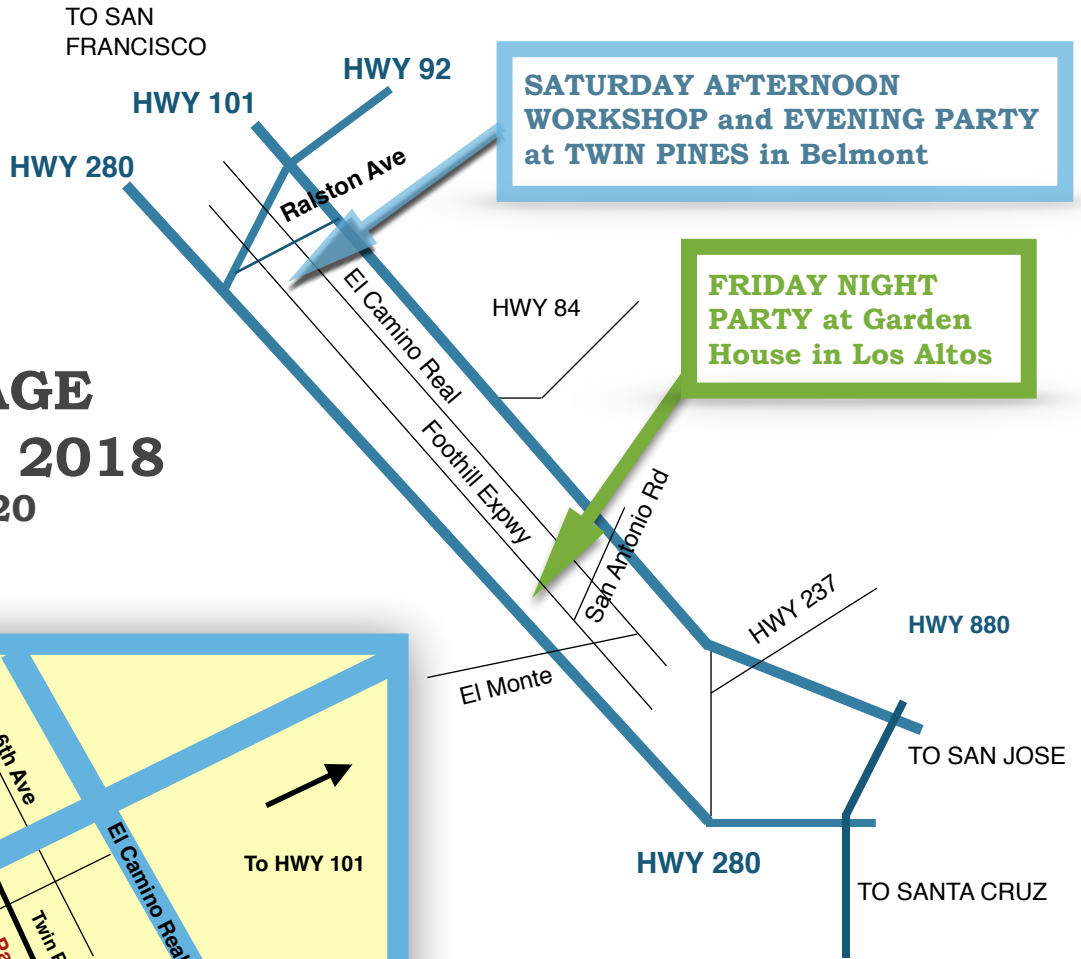 TO SAN
FRANCISCO
HWY 92
HWY 101
HWY 280
SATURDAY AFTERNOON
WORKSHOP and EVENING PARTY
at TWIN PINES in Belmont
Ralston Ave
FRIDAY NIGHT
PARTY at Garden
House in Los Altos
HWY 84
El Camino Real
AGE
2018
20
Foothill Expwy
San Antonio Rd
HWY 237
HWY 880
El Monte
TO SAN JOSE
HWY 280
TO SANTA CRUZ
6th Ave
El Camino Real
To HWY 101
Twin